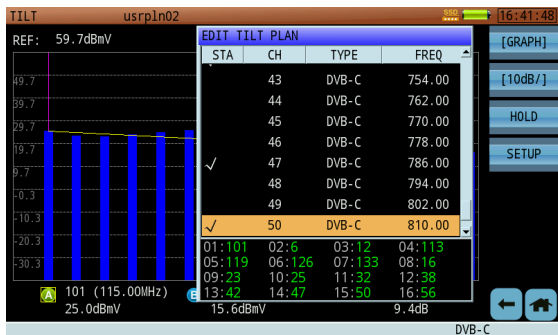 TILT usrpln02 SSD 16:41:48
REF: 59.7dBmV
49.7
39.7
29.7
19.7
9.7
-0.3
-10.3
-20.3
-30.3
EDIT TILT PLAN
STA CH TYPE FREQ
43 DVB-C 754.00
44 DVB-C 762.00
45 DVB-C 770.00
46 DVB-C 778.00
✓ 47 DVB-C 786.00
48 DVB-C 794.00
49 DVB-C 802.00
✓ 50 DVB-C 810.00
01:101 02:6 03:12 04:113
05:119 06:126 07:133 08:16
09:23 10:25 11:32 12:38
13:42 14:47 15:50 16:56
[GRAPH]
[10dB/]
HOLD
SETUP
A 101 (115.00MHz)
25.0dBmV 15.6dBmV 9.4dB
DVB-C